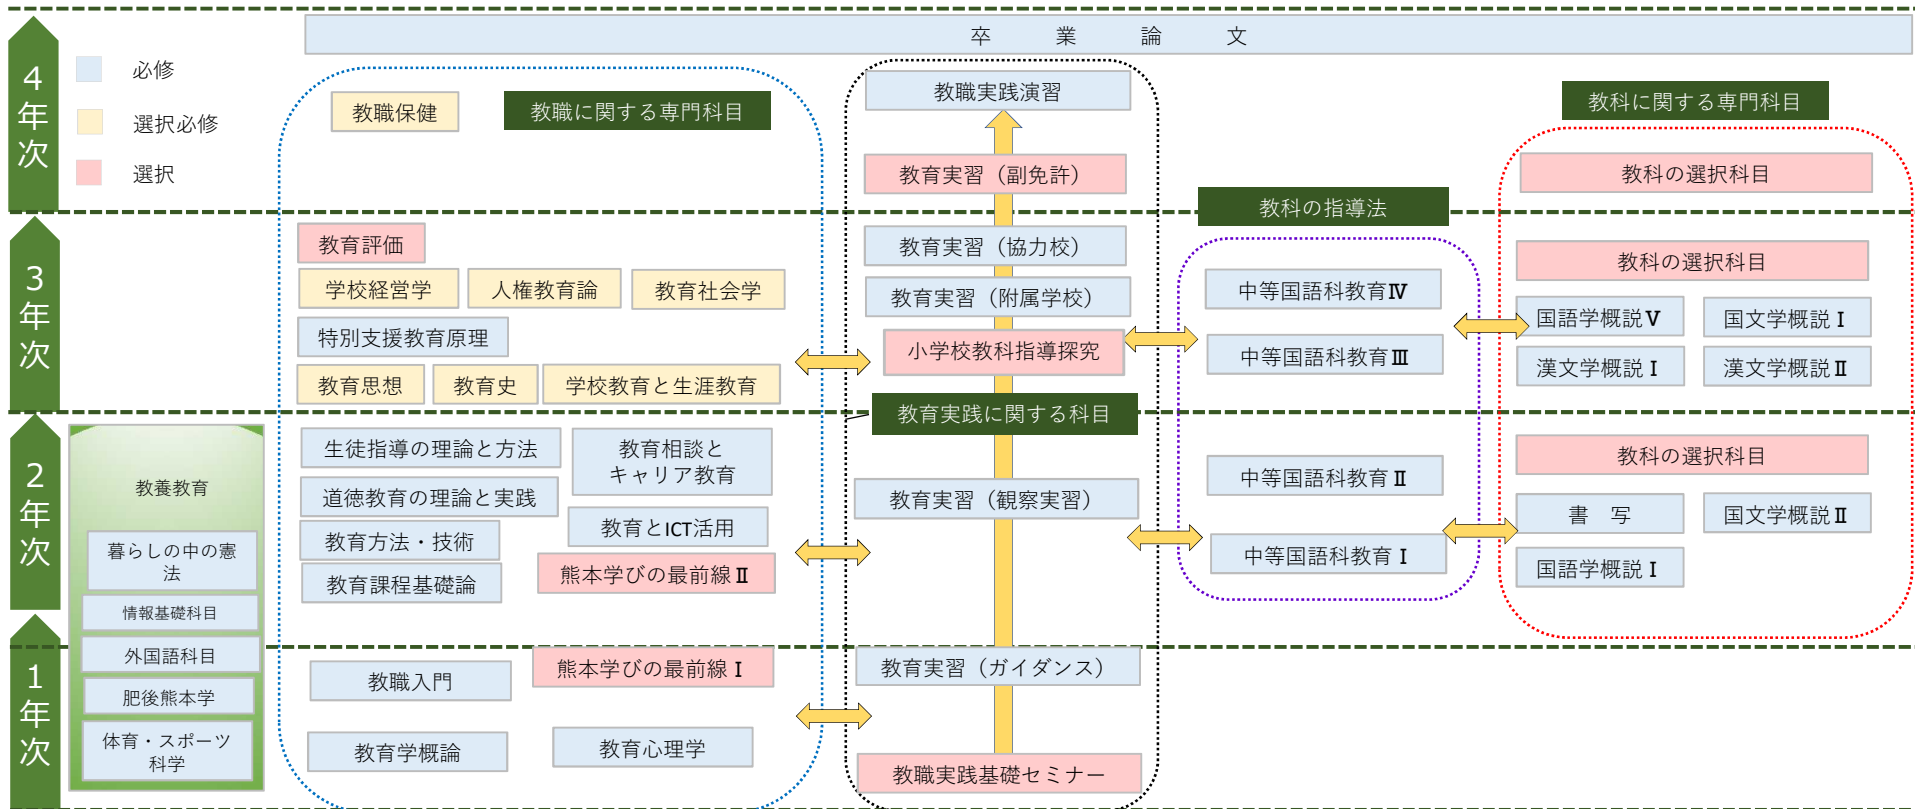 卒　業　論　文
4年次
必修
選択必修
選択
教職保健
教職に関する専門科目
教職実践演習
教育実習（副免許）
教科に関する専門科目
教科の選択科目
教科の指導法
3年次
教育評価
学校経営学
人権教育論
教育社会学
特別支援教育原理
教育思想
教育史
学校教育と生涯教育
教育実習（協力校）
教育実習（附属学校）
小学校教科指導探究
中等国語科教育Ⅳ
中等国語科教育Ⅲ
教科の選択科目
国語学概説Ⅴ
国文学概説Ⅰ
漢文学概説Ⅰ
漢文学概説Ⅱ
教育実践に関する科目
2年次
教養教育
暮らしの中の憲
法
情報基礎科目
外国語科目
肥後熊本学
体育・スポーツ
科学
生徒指導の理論と方法
教育相談と
キャリア教育
道徳教育の理論と実践
教育とICT活用
教育方法・技術
熊本学びの最前線Ⅱ
教育課程基礎論
教育実習（観察実習）
中等国語科教育Ⅱ
中等国語科教育Ⅰ
教科の選択科目
書　写
国文学概説Ⅱ
国語学概説Ⅰ
1年次
教職入門
熊本学びの最前線Ⅰ
教育学概論
教育心理学
教育実習（ガイダンス）
教職実践基礎セミナー